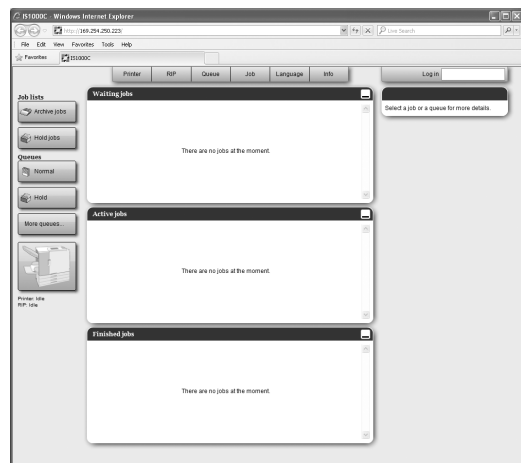 IS1000C - Windows Internet Explorer
http://169.254.250.223/
Live Search
File Edit View Favorites Tools Help
Favorites IS1000C
Printer RIP Queue Job Language Info Log in
Job lists
Archive jobs
Hold jobs
Queues
Normal
Hold
More queues...
Printer: Idle
RIP: Idle
Waiting jobs
There are no jobs at the moment.
Active jobs
There are no jobs at the moment.
Finished jobs
There are no jobs at the moment.
Select a job or a queue for more details.